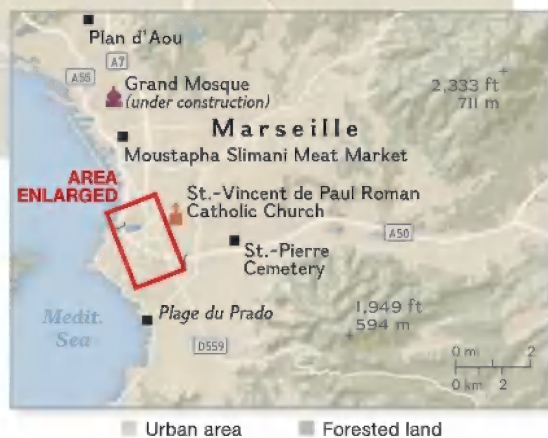 Plan d'Aou
A7
A55
Grand Mosque
(under construction)
2,333 ft
711 m
Marseille
Moustapha Slimani Meat Market
AREA
ENLARGED
St.-Vincent de Paul Roman
Catholic Church
A50
St.-Pierre
Cemetery
Medit.
Sea
Plage du Prado
1,949 ft
594 m
D559
0 mi 2
0 km 2
Urban area Forested land